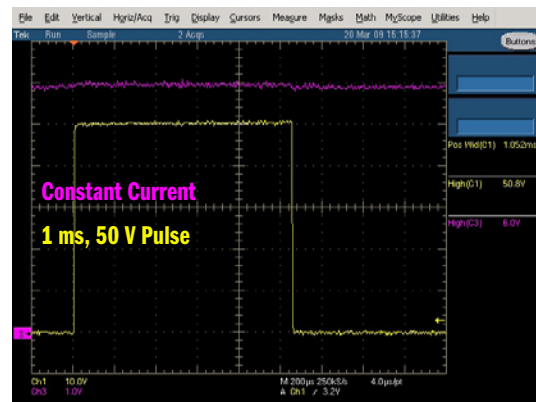 File Edit Vertical Horiz/Acq Trig Display Cursors Measure Masks Math MyScope Utilities Help
Tek Run Sample 2 Acqs 20 Mar 09 15:15:37 Buttons
Pos Wid(C1) 1.052ms
High(C1) 50.8V
Constant Current
High(C3) 6.0V
1 ms, 50 V Pulse
Ch1 10.0V M 200µs 250kS/s 4.0µs/pt
Ch3 1.0V A Ch1 3.2V